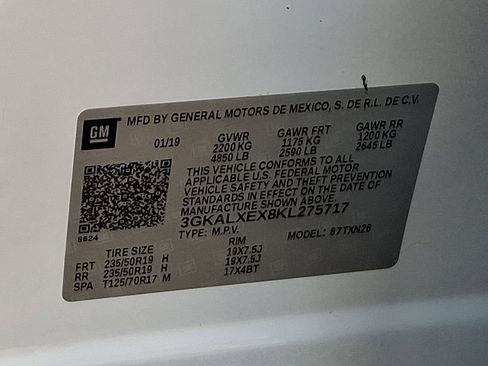 GM
MFD BY GENERAL MOTORS DE MEXICO, S. DE R.L. DE C.V.
01/19 GVWR GAWR FRT GAWR RR
2200 KG 1175 KG 1200 KG
4850 LB 2590 LB 2645 LB
THIS VEHICLE CONFORMS TO ALL
APPLICABLE U.S. FEDERAL MOTOR
VEHICLE SAFETY AND THEFT PREVENTION
STANDARDS IN EFFECT ON THE DATE OF
MANUFACTURE SHOWN ABOVE.
3GKALXEX8KL275717
8624
TYPE: M.P.V. MODEL: 87TXN26
TIRE SIZE RIM
FRT 235/50R19 H 19X7.5J
RR 235/50R19 H 19X7.5J
SPA T125/70R17 M 17X4BT